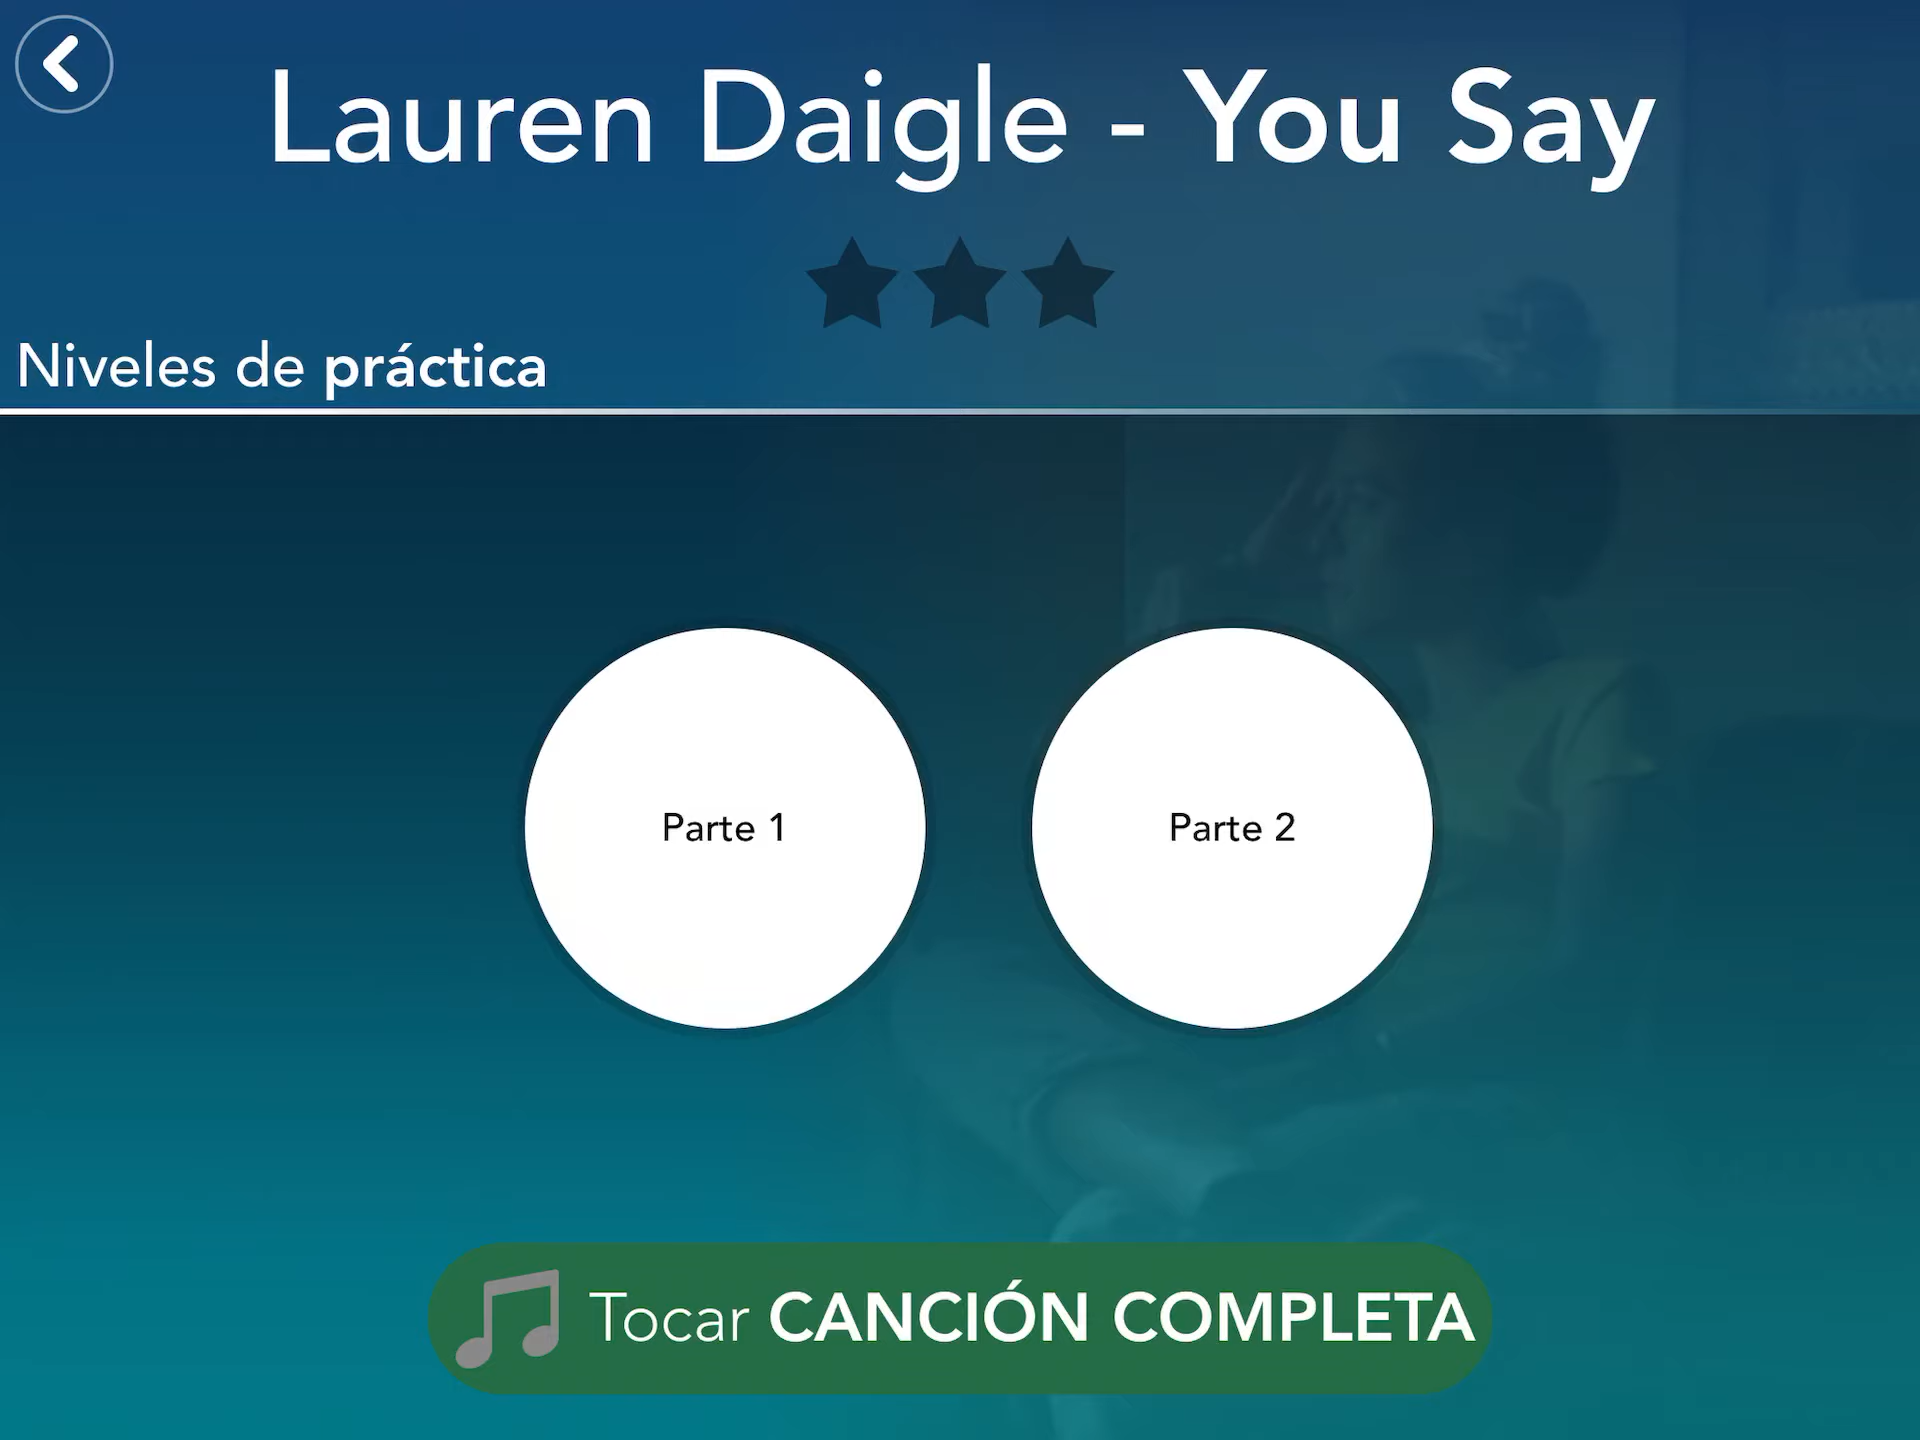 Lauren Daigle - You Say
Niveles de práctica
Parte 1
Parte 2
Tocar CANCIÓN COMPLETA